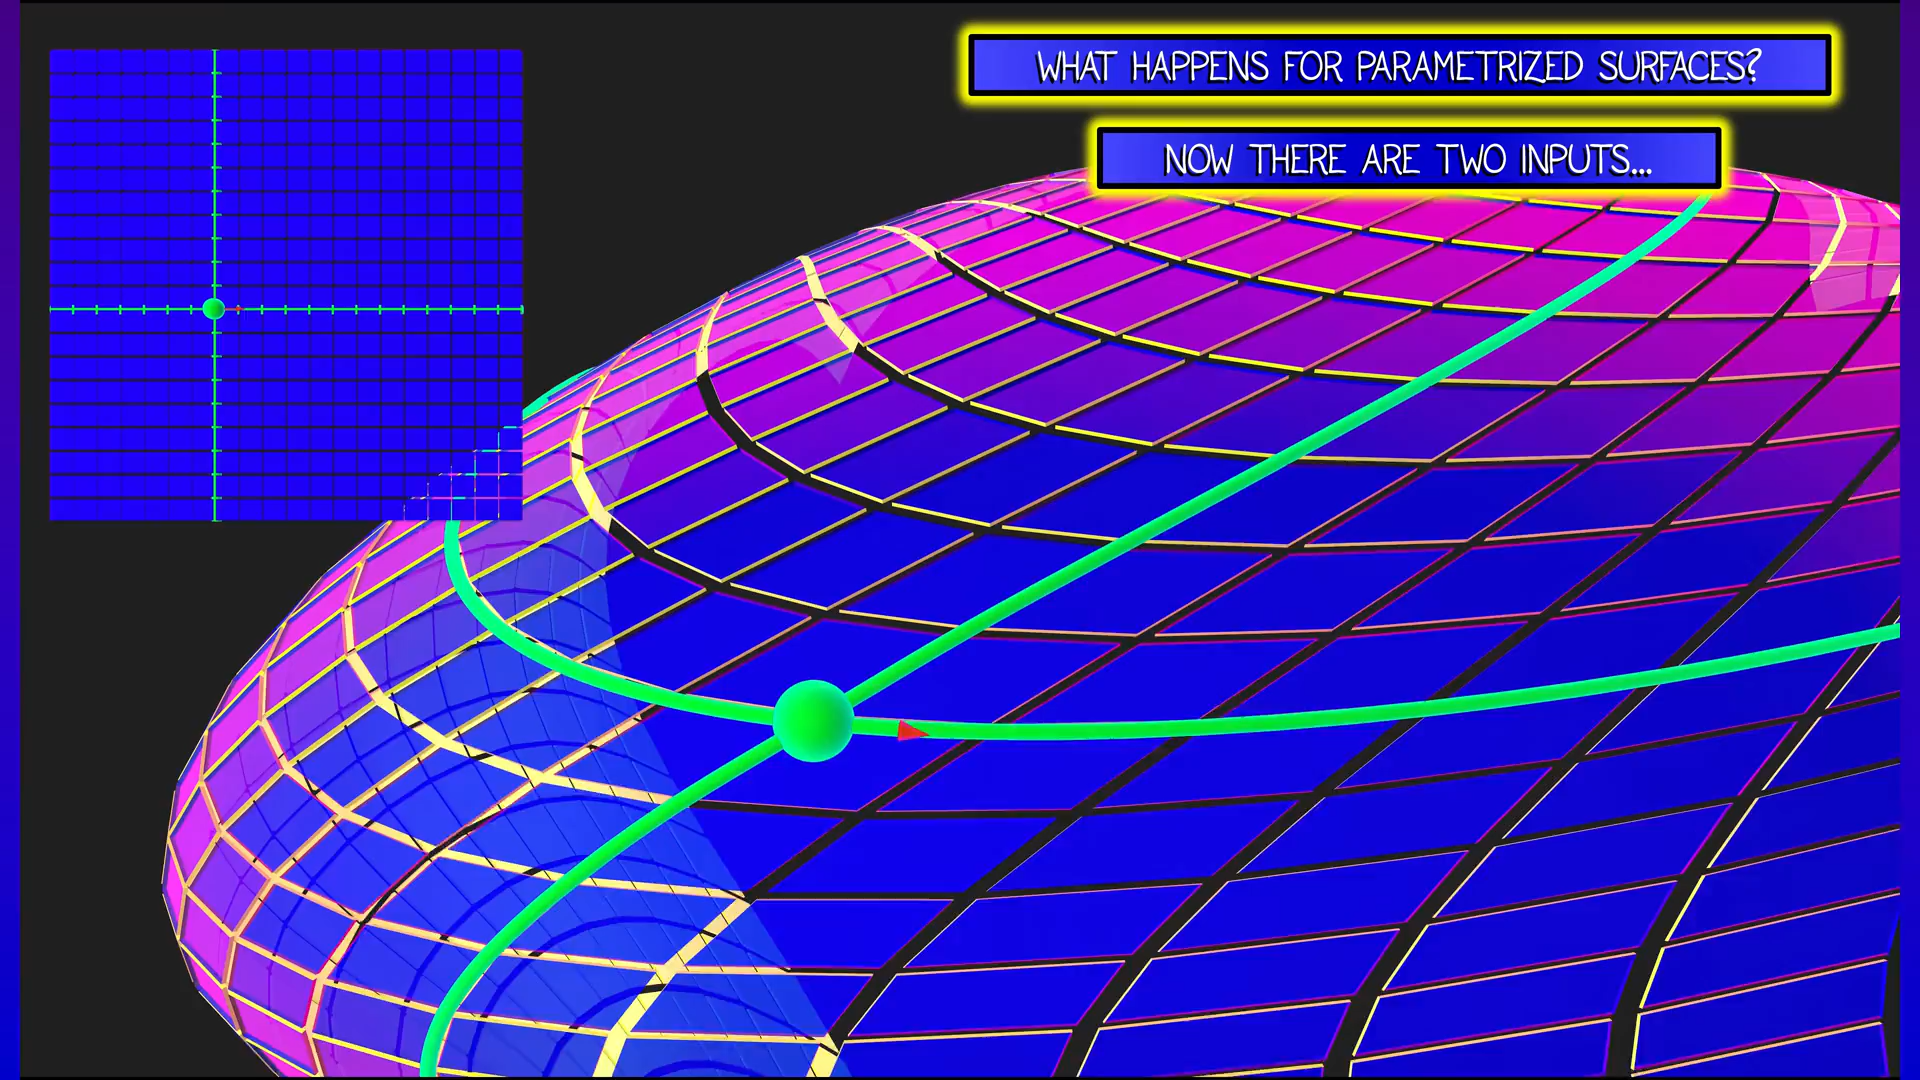 WHAT HAPPENS FOR PARAMETRIZED SURFACES?
NOW THERE ARE TWO INPUTS...